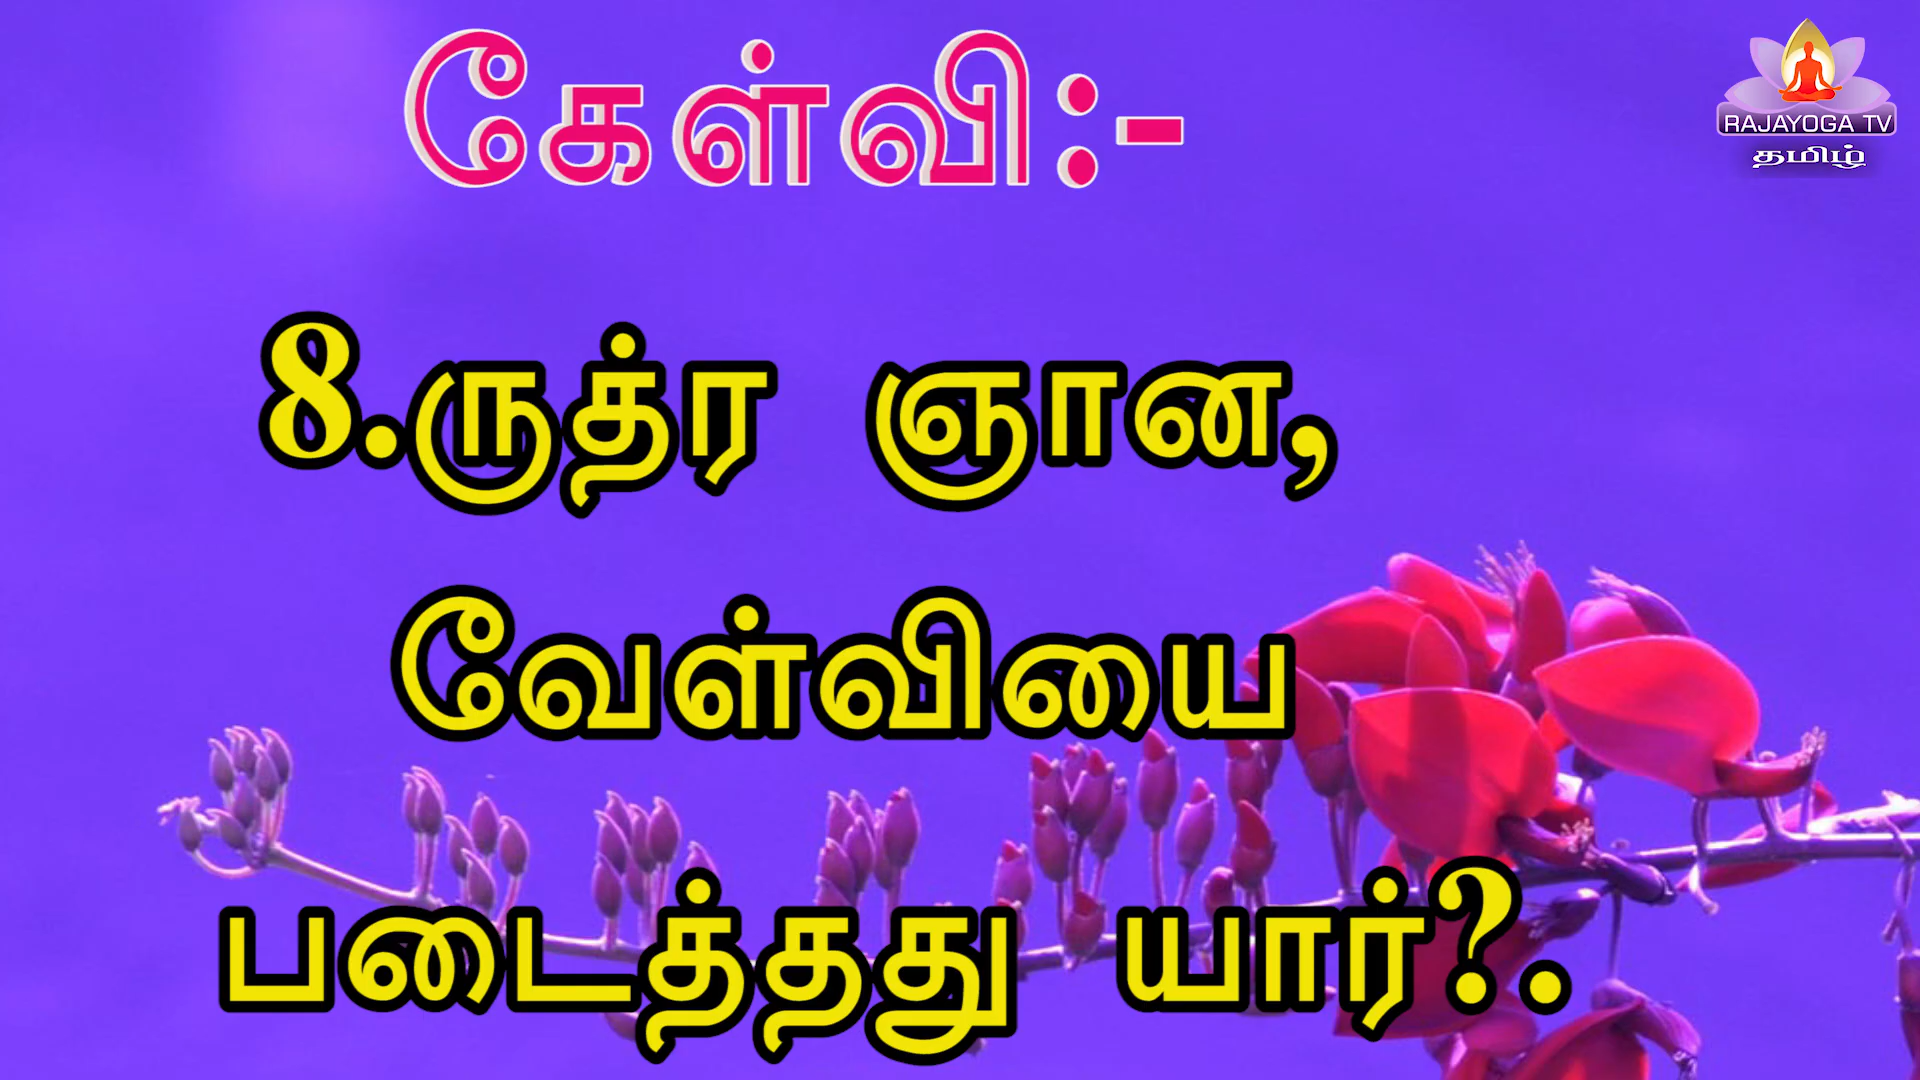 கேள்வி:-
RAJAYOGA TV
தமிழ்
8.ருத்ர ஞான,
வேள்வியை
படைத்தது யார்?.